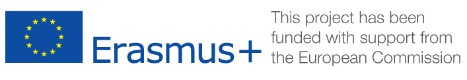 Erasmus+
This project has been
funded with support from
the European Commission